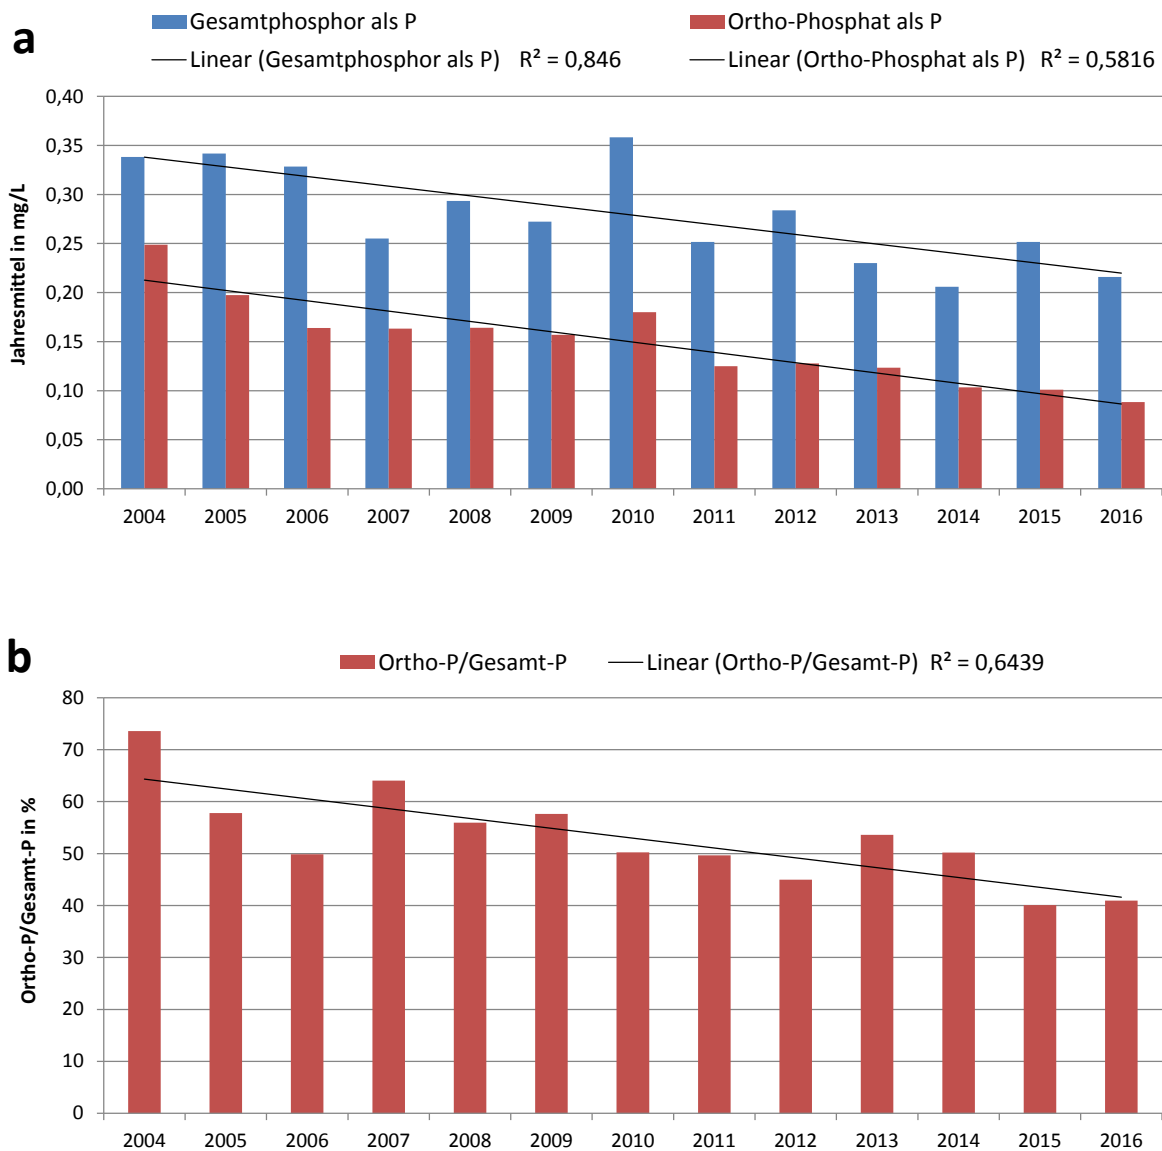 a
Gesamtphosphor als P
Ortho-Phosphat als P
Linear (Gesamtphosphor als P) R² = 0,846
Linear (Ortho-Phosphat als P) R² = 0,5816
Jahresmittel in mg/L
0,40
0,35
0,30
0,25
0,20
0,15
0,10
0,05
0,00
2004 2005 2006 2007 2008 2009 2010 2011 2012 2013 2014 2015 2016
b
Ortho-P/Gesamt-P
Linear (Ortho-P/Gesamt-P) R² = 0,6439
Ortho-P/Gesamt-P in %
80
70
60
50
40
30
20
10
0
2004 2005 2006 2007 2008 2009 2010 2011 2012 2013 2014 2015 2016